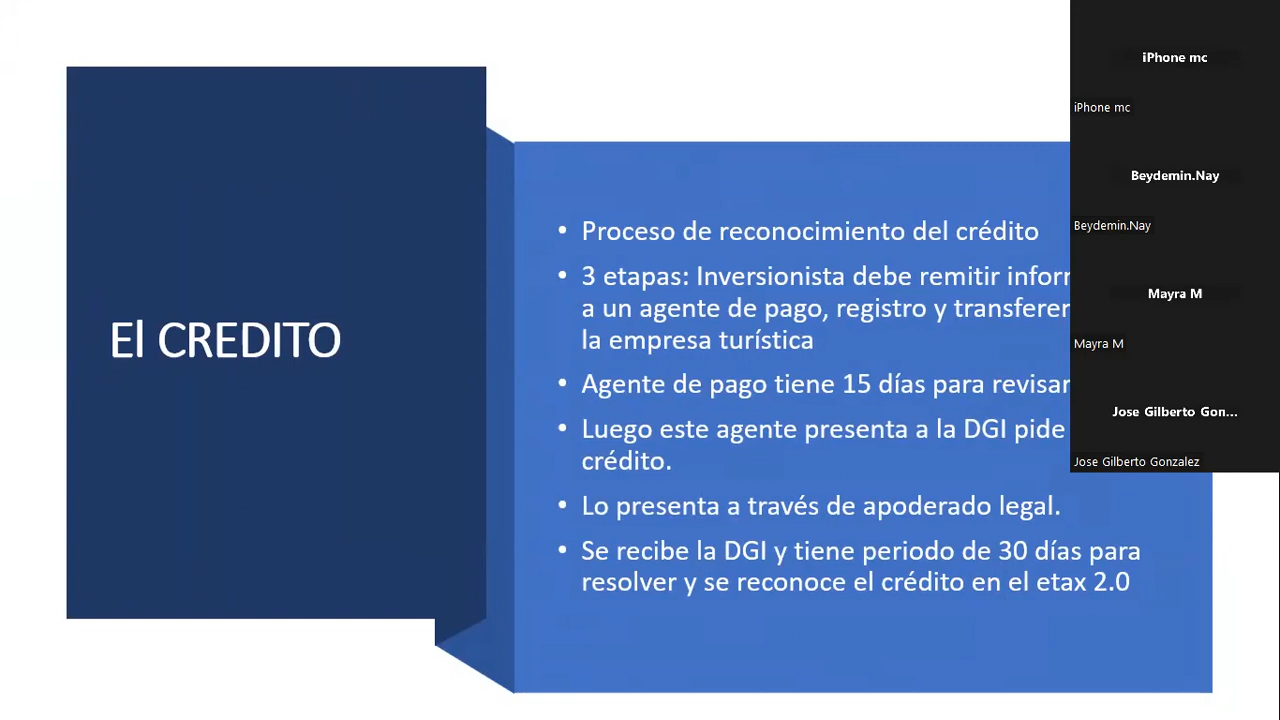 El CREDITO
• Proceso de reconocimiento del crédito
• 3 etapas: Inversionista debe remitir inforr
a un agente de pago, registro y transferer
la empresa turística
• Agente de pago tiene 15 días para revisar
• Luego este agente presenta a la DGI pide
crédito.
• Lo presenta a través de apoderado legal.
• Se recibe la DGI y tiene periodo de 30 días para
resolver y se reconoce el crédito en el etax 2.0
iPhone mc
iPhone mc
Beydemin.Nay
Beydemin.Nay
Mayra M
Mayra M
Jose Gilberto Gon...
Jose Gilberto Gonzalez